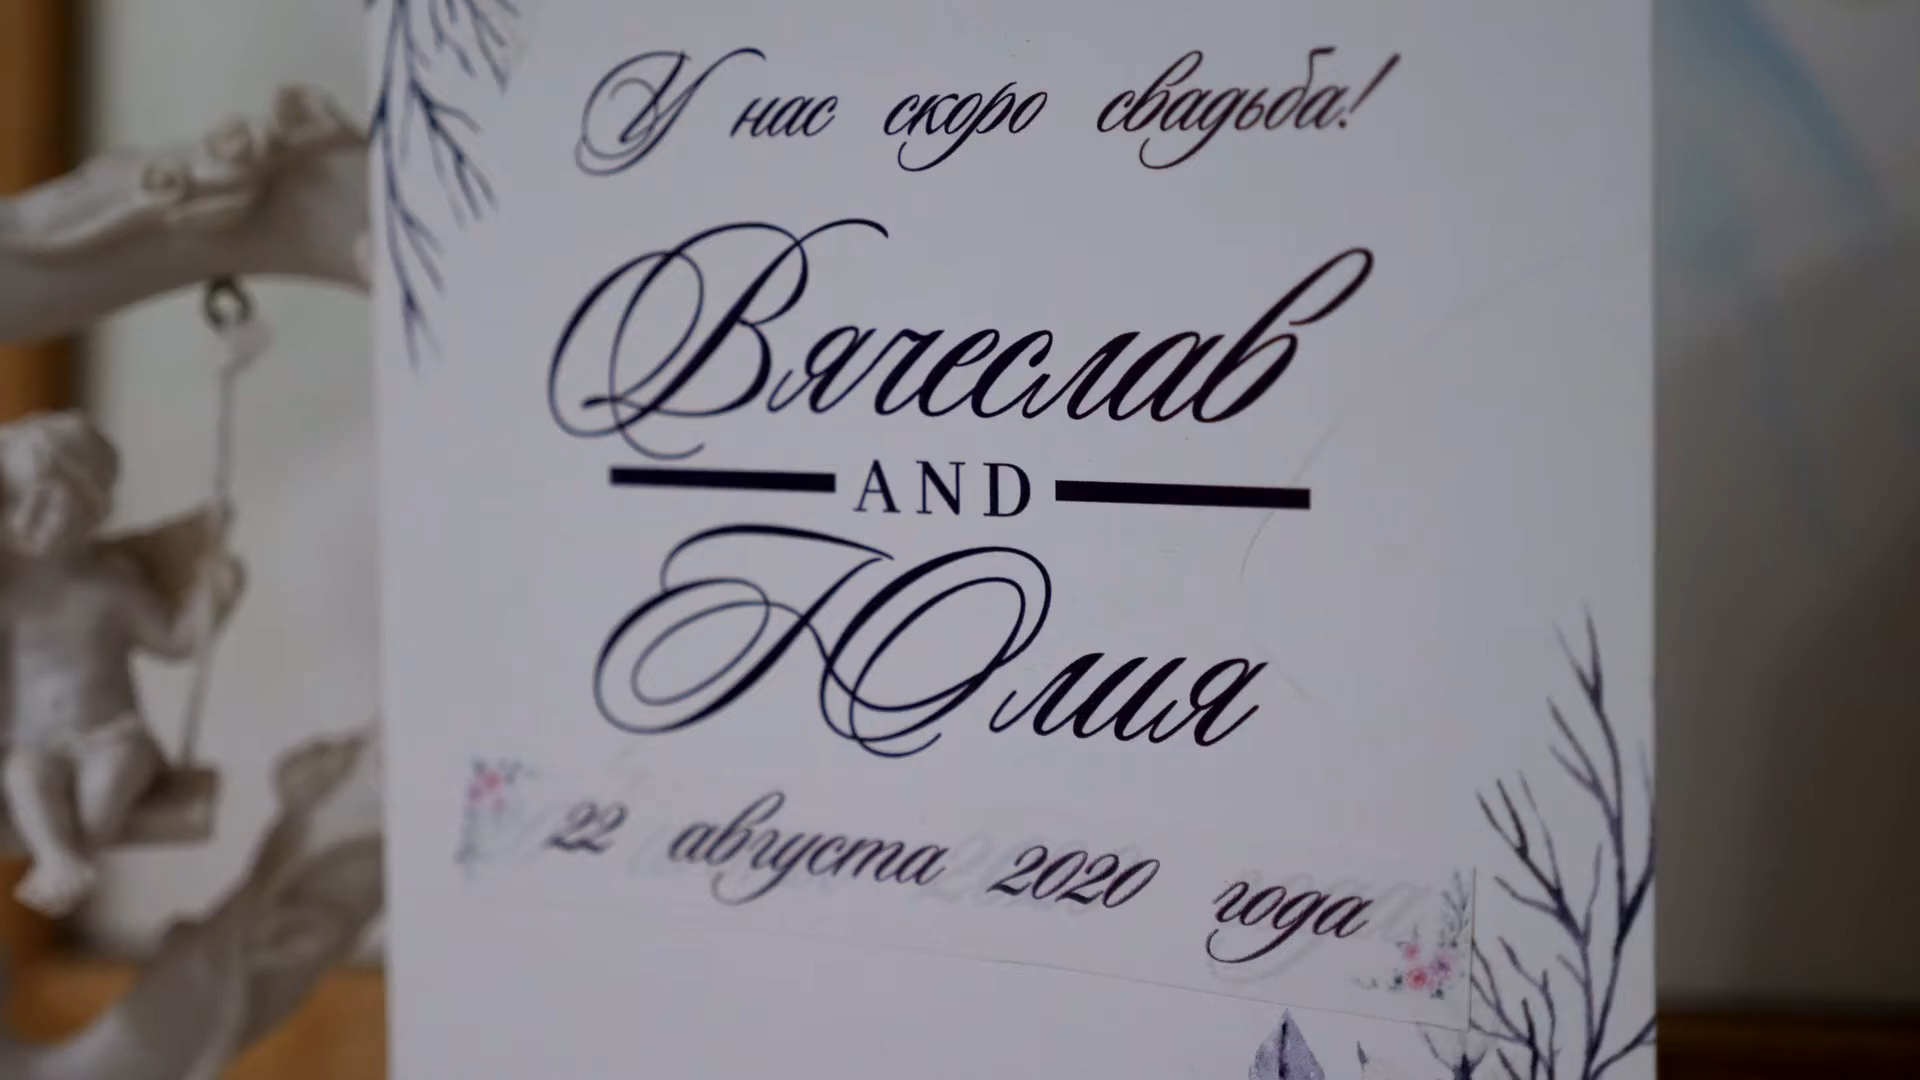 У нас скоро свадьба!
Вячеслав
AND
Юлия
22 августа 2020 года